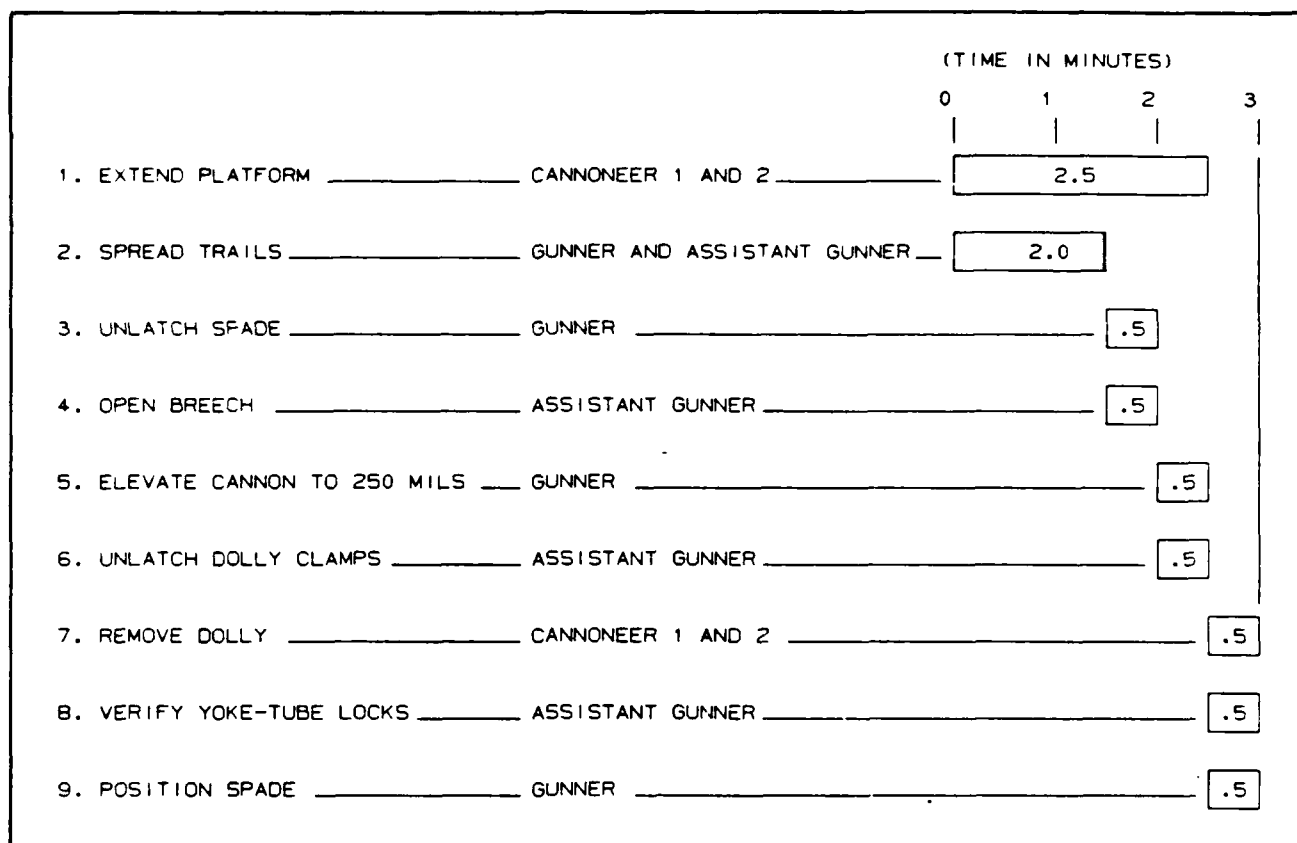 (TIME IN MINUTES)
0 1 2 3
1. EXTEND PLATFORM CANNONEER 1 AND 2 2.5
2. SPREAD TRAILS GUNNER AND ASSISTANT GUNNER 2.0
3. UNLATCH SPADE GUNNER .5
4. OPEN BREECH ASSISTANT GUNNER .5
5. ELEVATE CANNON TO 250 MILS GUNNER .5
6. UNLATCH DOLLY CLAMPS ASSISTANT GUNNER .5
7. REMOVE DOLLY CANNONEER 1 AND 2 .5
8. VERIFY YOKE-TUBE LOCKS ASSISTANT GUNNER .5
9. POSITION SPADE GUNNER .5